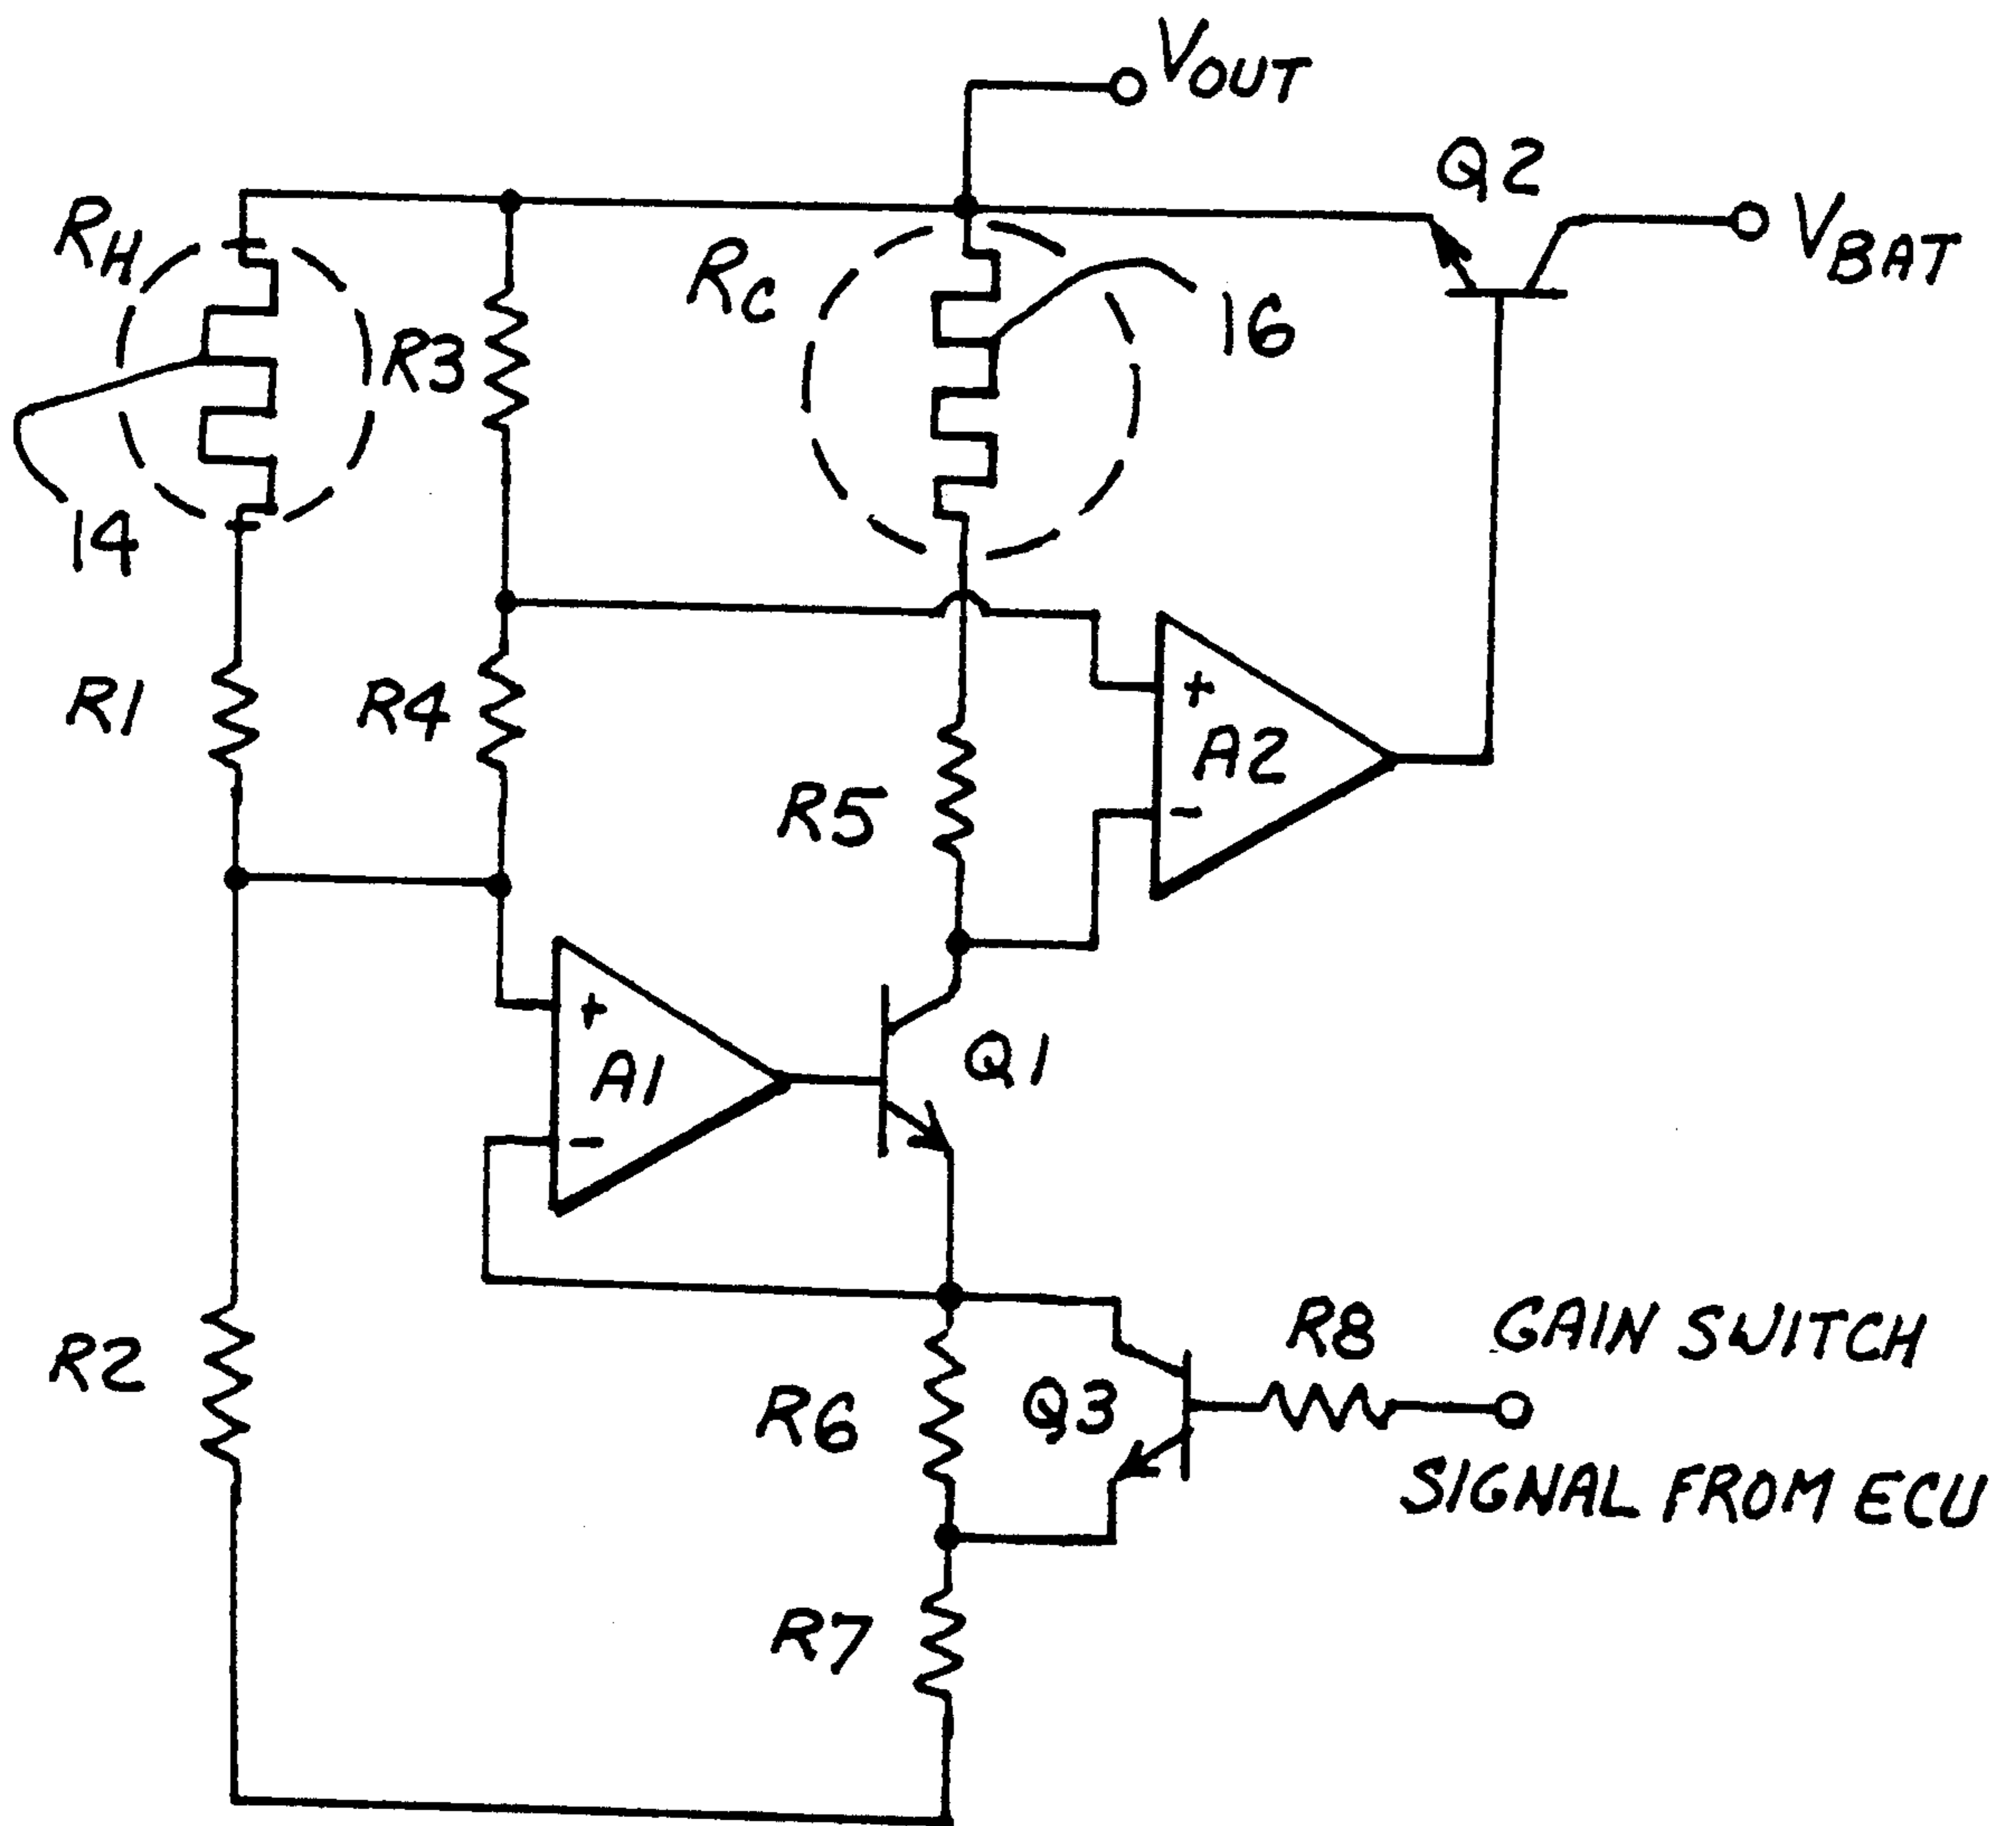 VOUT
Q2
VBAT
RH
RC
R3
16
14
R1
R4
+
A2
-
R5
+
A1
-
Q1
R2
R6
Q3
R8
GAIN SWITCH
SIGNAL FROM ECU
R7